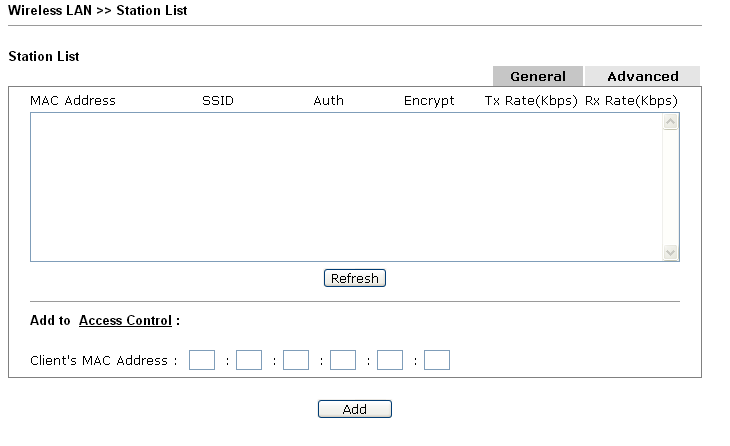 Wireless LAN >> Station List
Station List
General Advanced
MAC Address SSID Auth Encrypt Tx Rate(Kbps) Rx Rate(Kbps)
Refresh
Add to Access Control :
Client's MAC Address : : : : : :
Add